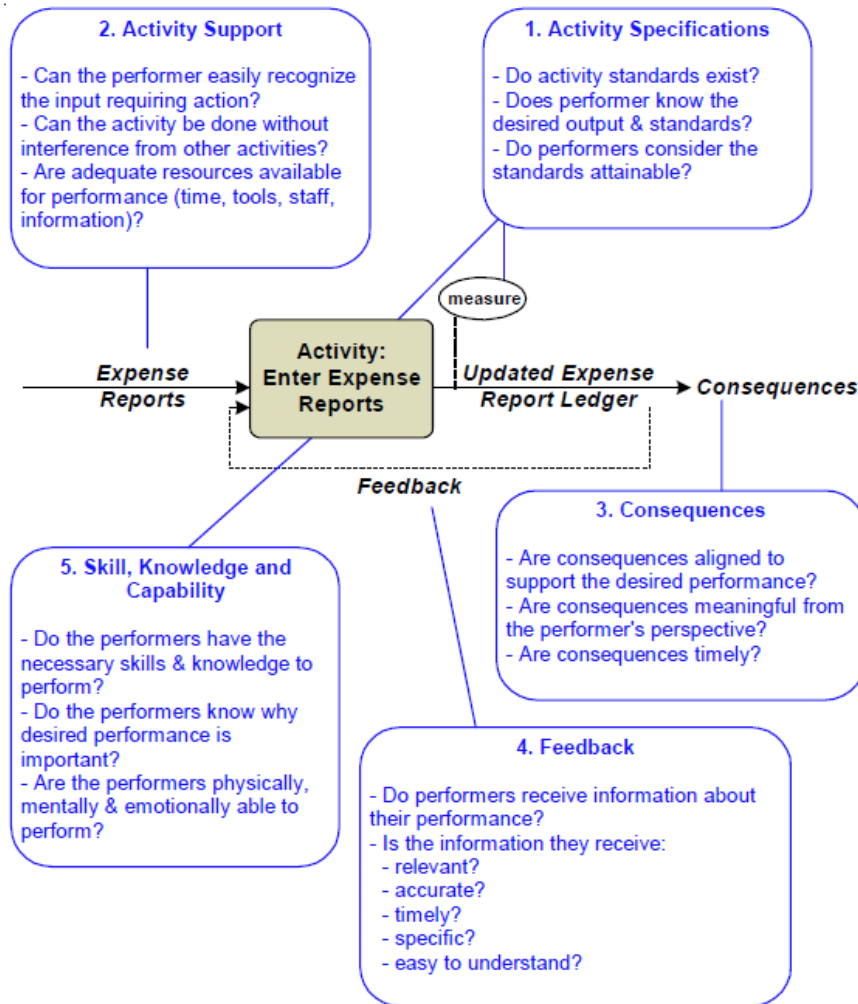 2. Activity Support
- Can the performer easily recognize
the input requiring action?
- Can the activity be done without
interference from other activities?
- Are adequate resources available
for performance (time, tools, staff,
information)?
1. Activity Specifications
- Do activity standards exist?
- Does performer know the
desired output & standards?
- Do performers consider the
standards attainable?
measure
Expense
Reports
Activity:
Enter Expense
Reports
Updated Expense
Report Ledger
Consequences
Feedback
3. Consequences
- Are consequences aligned to
support the desired performance?
- Are consequences meaningful from
the performer's perspective?
- Are consequences timely?
5. Skill, Knowledge and
Capability
- Do the performers have the
necessary skills & knowledge to
perform?
- Do the performers know why
desired performance is
important?
- Are the performers physically,
mentally & emotionally able to
perform?
4. Feedback
- Do performers receive information about
their performance?
- Is the information they receive:
- relevant?
- accurate?
- timely?
- specific?
- easy to understand?